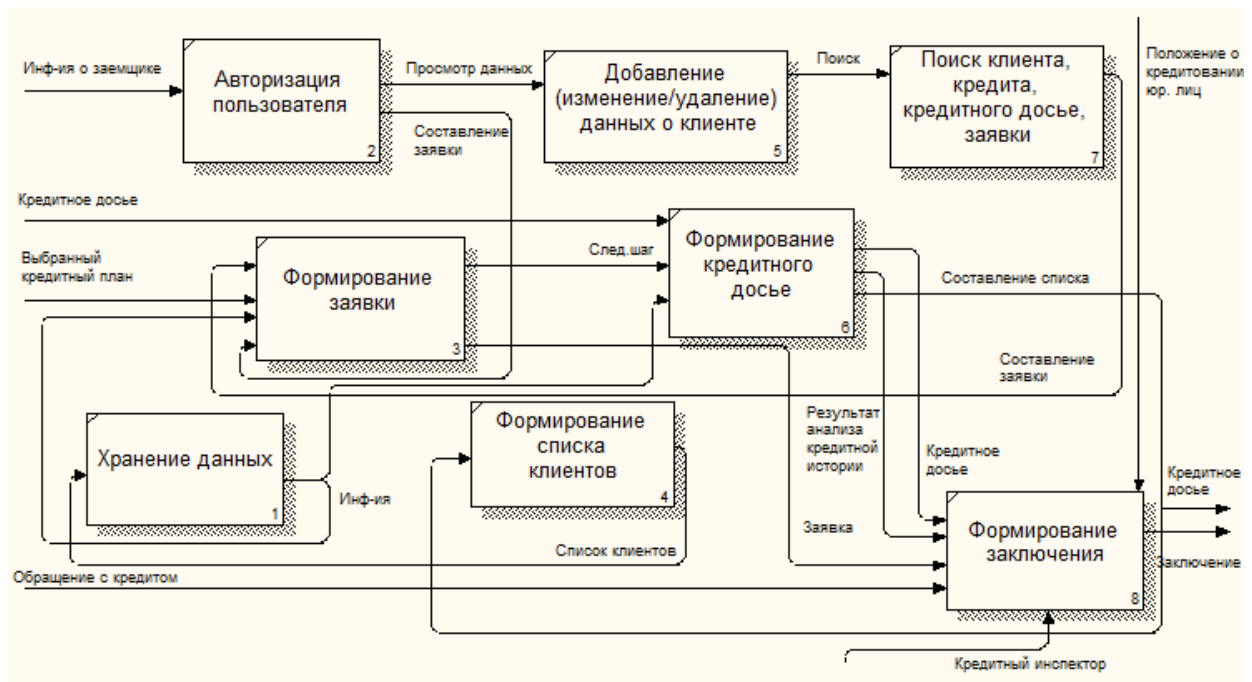 Инф-ия о заемщике
Авторизация
пользователя
2
Просмотр данных
Составление
заявки
Добавление
(изменение/удаление)
данных о клиенте
5
Поиск
Поиск клиента,
кредита,
кредитного досье,
заявки
7
Положение о
кредитовании
юр. лиц
Кредитное досье
Выбранный
кредитный план
Формирование
заявки
3
След.шаг
Формирование
кредитного
досье
6
Составление списка
Составление
заявки
Хранение данных
1
Инф-ия
Формирование
списка
клиентов
4
Список клиентов
Результат
анализа
кредитной
истории
Кредитное
досье
Заявка
Формирование
заключения
8
Кредитное
досье
Заключение
Обращение с кредитом
Кредитный инспектор